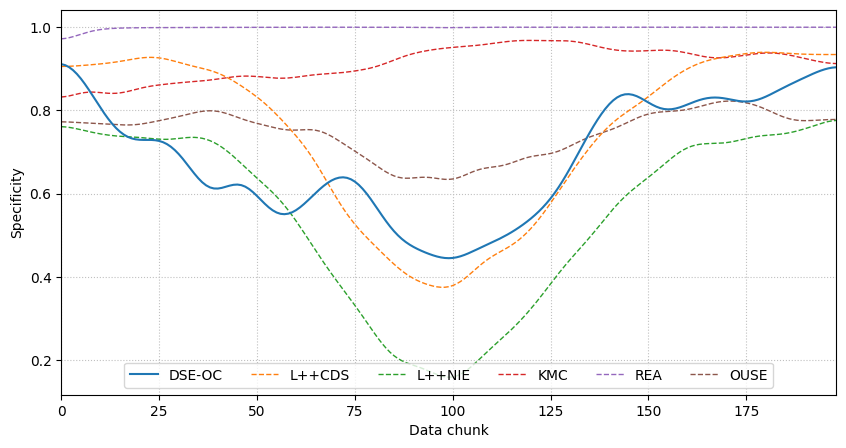 1.0
0.8
0.6
0.4
0.2
Specificity
DSE-OC L++CDS L++NIE KMC REA OUSE
0 25 50 75 100 125 150 175
Data chunk